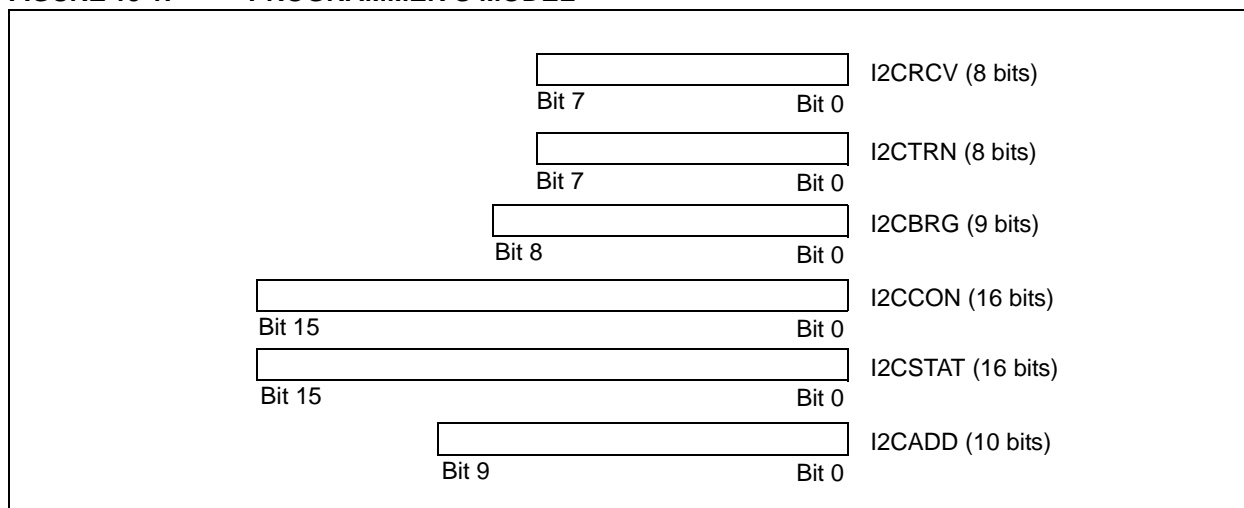 I2CRCV (8 bits)
Bit 7 Bit 0
I2CTRN (8 bits)
Bit 7 Bit 0
I2CBRG (9 bits)
Bit 8 Bit 0
I2CCON (16 bits)
Bit 15 Bit 0
I2CSTAT (16 bits)
Bit 15 Bit 0
I2CADD (10 bits)
Bit 9 Bit 0